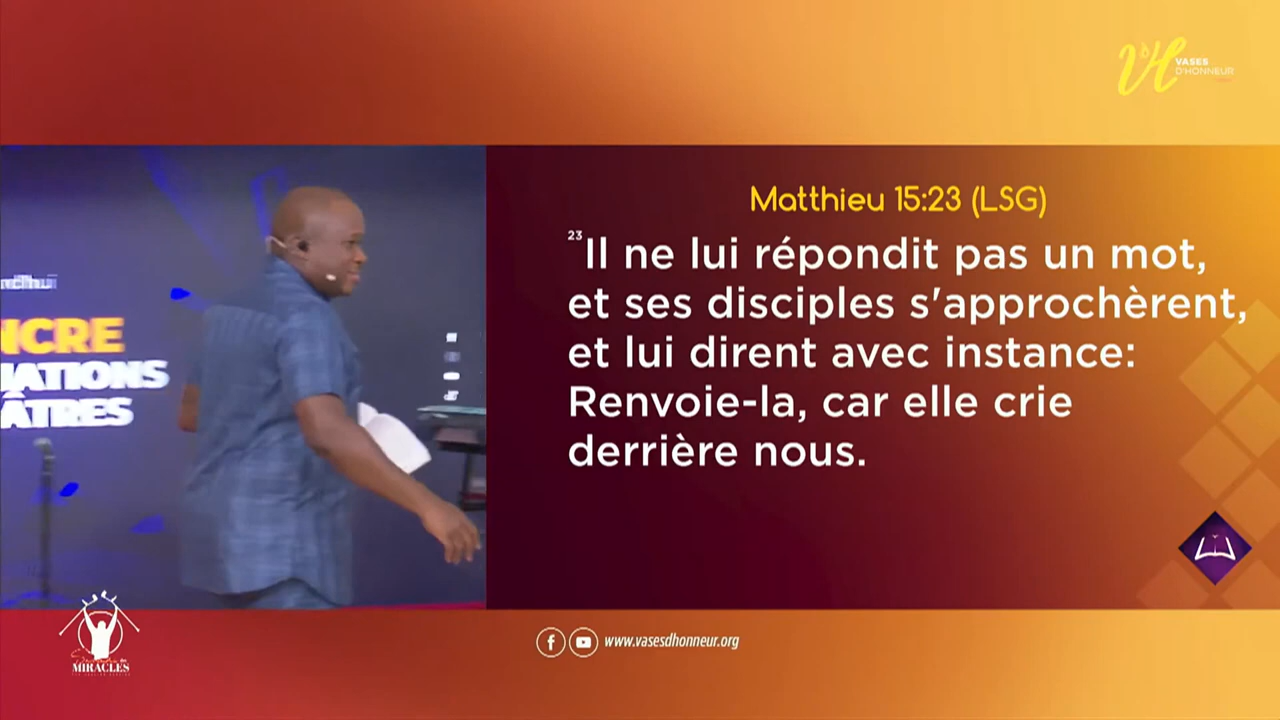 VASES
D'HONNEUR
Matthieu 15:23 (LSG)
23 Il ne lui répondit pas un mot,
et ses disciples s'approchèrent,
et lui dirent avec instance:
Renvoie-la, car elle crie
derrière nous.
NCRE
ATIONS
ÂTRES
MIRACLES
www.vasesdhonneur.org